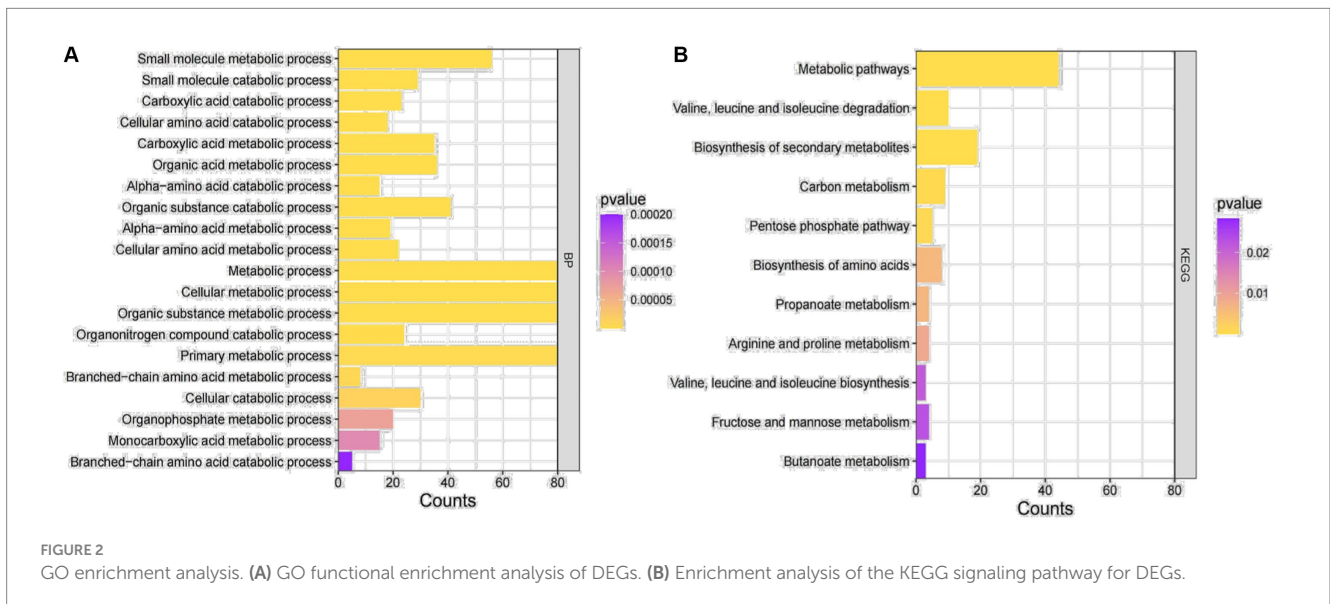 A
Small molecule metabolic process
Small molecule catabolic process
Carboxylic acid catabolic process
Cellular amino acid catabolic process
Carboxylic acid metabolic process
Organic acid metabolic process
Alpha-amino acid catabolic process
Organic substance catabolic process
Alpha-amino acid metabolic process
Cellular amino acid metabolic process
Metabolic process
Cellular metabolic process
Organic substance metabolic process
Organonitrogen compound catabolic process
Primary metabolic process
Branched-chain amino acid metabolic process
Cellular catabolic process
Organophosphate metabolic process
Monocarboxylic acid metabolic process
Branched-chain amino acid catabolic process
0 20 40 60 80
Counts
BP
pvalue
0.00020
0.00015
0.00010
0.00005
B
Metabolic pathways
Valine, leucine and isoleucine degradation
Biosynthesis of secondary metabolites
Carbon metabolism
Pentose phosphate pathway
Biosynthesis of amino acids
Propanoate metabolism
Arginine and proline metabolism
Valine, leucine and isoleucine biosynthesis
Fructose and mannose metabolism
Butanoate metabolism
0 20 40 60 80
Counts
KEGG
pvalue
0.02
0.01
FIGURE 2
GO enrichment analysis. (A) GO functional enrichment analysis of DEGs. (B) Enrichment analysis of the KEGG signaling pathway for DEGs.